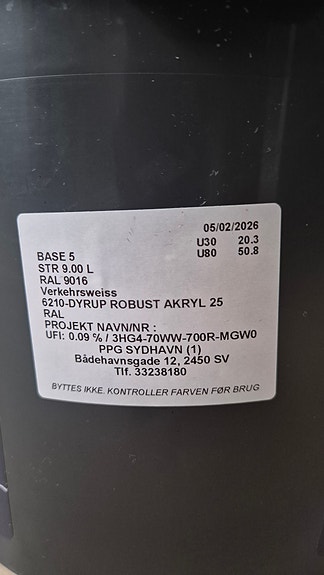 05/02/2026
BASE 5 U30 20.3
STR 9.00 L U80 50.8
RAL 9016
Verkehrsweiss
6210-DYRUP ROBUST AKRYL 25
RAL
PROJEKT NAVN/NR :
UFI: 0.09 % / 3HG4-70WW-700R-MGW0
PPG SYDHAVN (1)
Bådehavnsgade 12, 2450 SV
Tlf. 33238180
BYTTES IKKE. KONTROLLER FARVEN FØR BRUG